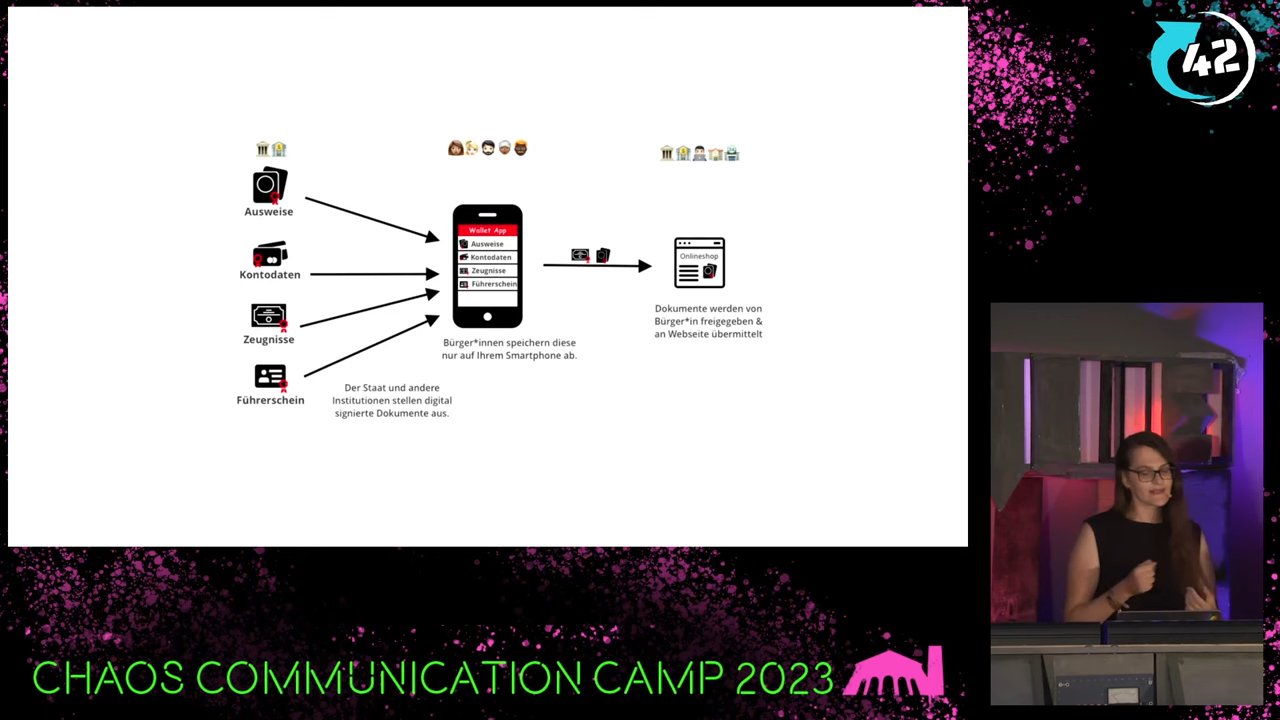 42
Ausweise
Kontodaten
Zeugnisse
Führerschein
Der Staat und andere
Institutionen stellen digital
signierte Dokumente aus.
Wallet App
Ausweise
Kontodaten
Zeugnisse
Führerschein
Bürger*innen speichern diese
nur auf Ihrem Smartphone ab.
Onlineshop
Dokumente werden von
Bürger*in freigegeben &
an Webseite übermittelt
CHAOS COMMUNICATION CAMP 2023